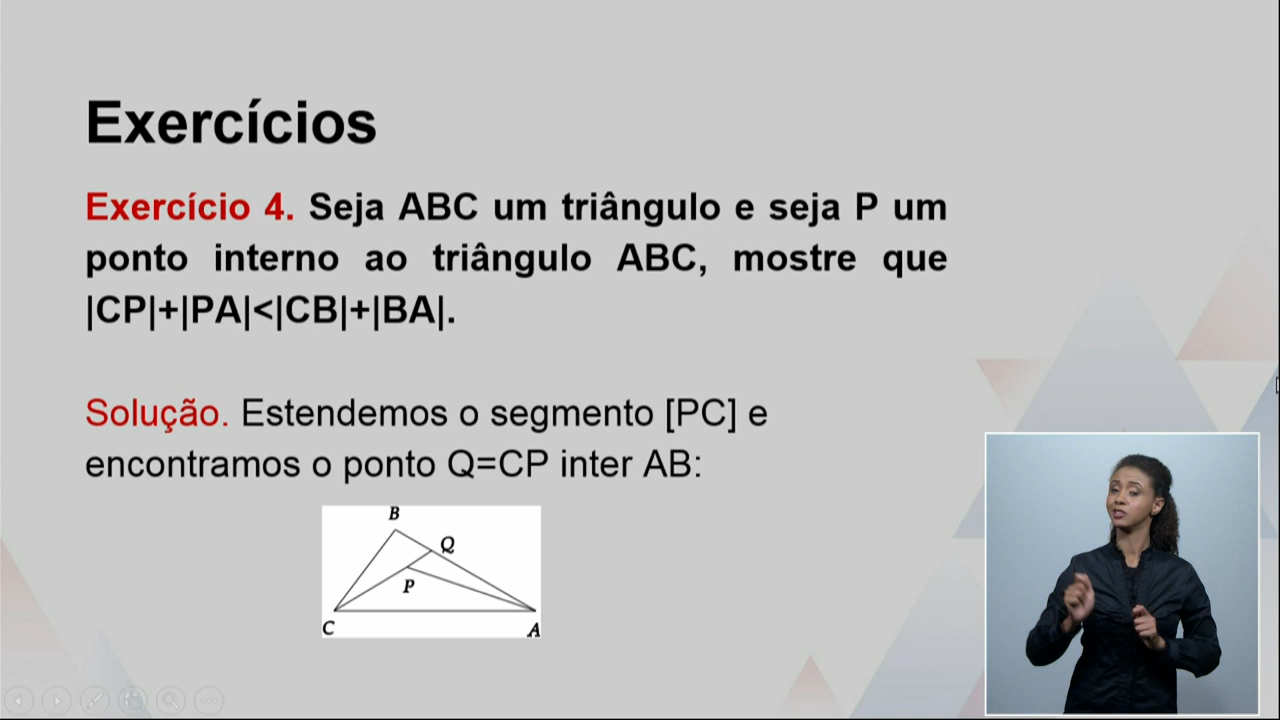 Exercícios
Exercício 4. Seja ABC um triângulo e seja P um
ponto interno ao triângulo ABC, mostre que
|CP|+|PA|<|CB|+|BA|.
Solução. Estendemos o segmento [PC] e
encontramos o ponto Q=CP inter AB:
B
Q
P
C
A